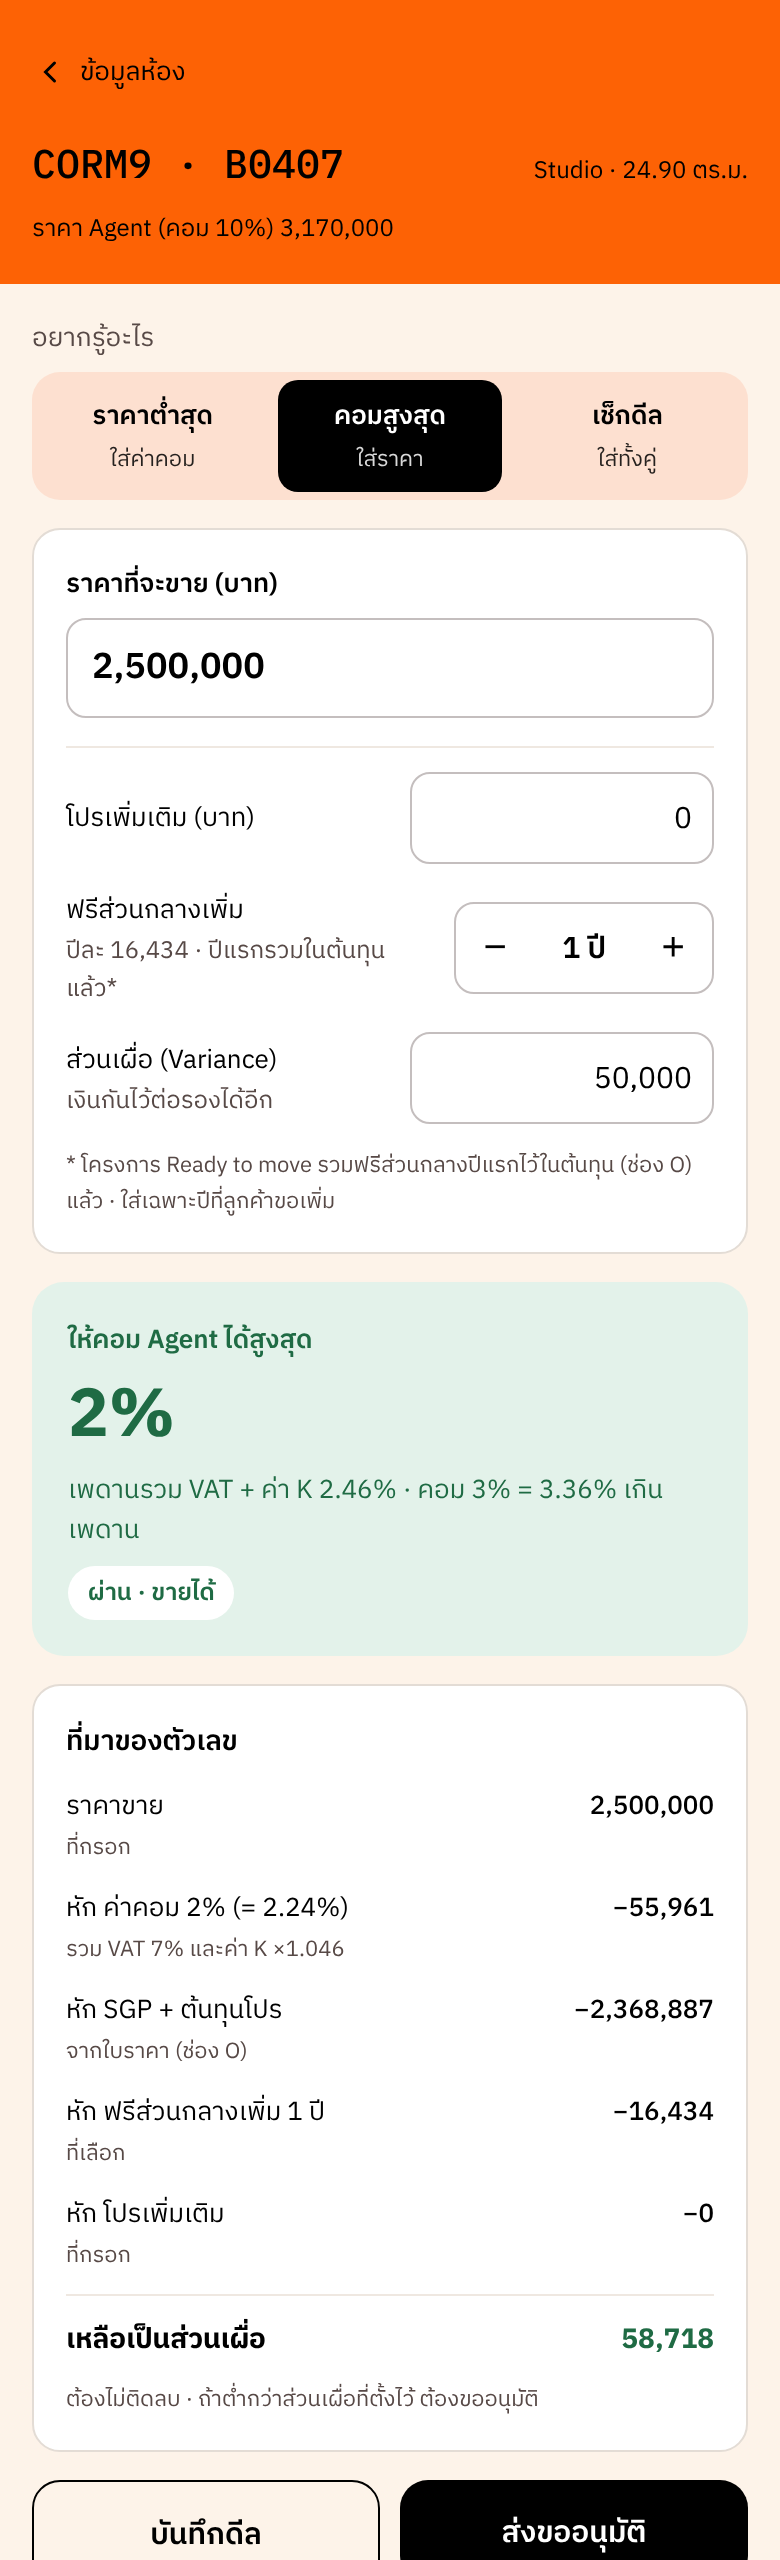 ข้อมูลห้อง
CORM9 · B0407
Studio · 24.90 ตร.ม.
ราคา Agent (คอม 10%) 3,170,000
อยากรู้อะไร
ราคาต่ำสุด
ใส่ค่าคอม
คอมสูงสุด
ใส่ราคา
เช็กดีล
ใส่ทั้งคู่
ราคาที่จะขาย (บาท)
2,500,000
โปรเพิ่มเติม (บาท)
0
ฟรีส่วนกลางเพิ่ม
ปีละ 16,434 · ปีแรกรวมในต้นทุน
แล้ว*
− 1 ปี +
ส่วนเผื่อ (Variance)
เงินกันไว้ต่อรองได้อีก
50,000
* โครงการ Ready to move รวมฟรีส่วนกลางปีแรกไว้ในต้นทุน (ช่อง O)
แล้ว · ใส่เฉพาะปีที่ลูกค้าขอเพิ่ม
ให้คอม Agent ได้สูงสุด
2%
เพดานรวม VAT + ค่า K 2.46% · คอม 3% = 3.36% เกิน
เพดาน
ผ่าน · ขายได้
ที่มาของตัวเลข
ราคาขาย
2,500,000
ที่กรอก
หัก ค่าคอม 2% (= 2.24%)
−55,961
รวม VAT 7% และค่า K ×1.046
หัก SGP + ต้นทุนโปร
−2,368,887
จากใบราคา (ช่อง O)
หัก ฟรีส่วนกลางเพิ่ม 1 ปี
−16,434
ที่เลือก
หัก โปรเพิ่มเติม
−0
ที่กรอก
เหลือเป็นส่วนเผื่อ
58,718
ต้องไม่ติดลบ · ถ้าต่ำกว่าส่วนเผื่อที่ตั้งไว้ ต้องขออนุมัติ
บันทึกดีล
ส่งขออนุมัติ